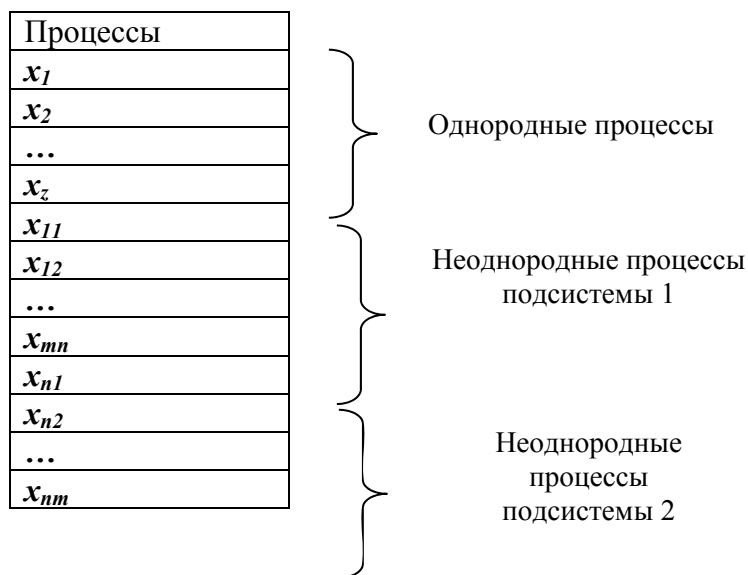 Процессы
x1
x2
…
xz
x11
x12
…
xmn
xn1
xn2
…
xnm
Однородные процессы
Неоднородные процессы
подсистемы 1
Неоднородные
процессы
подсистемы 2